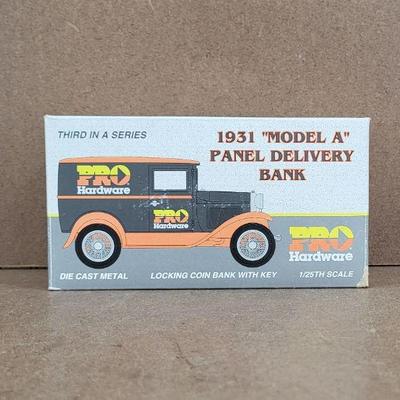 THIRD IN A SERIES
1931 "MODEL A"
PANEL DELIVERY
BANK
PRO
Hardware
PRO
Hardware
PRO
Hardware
DIE CAST METAL
LOCKING COIN BANK WITH KEY
1/25TH SCALE